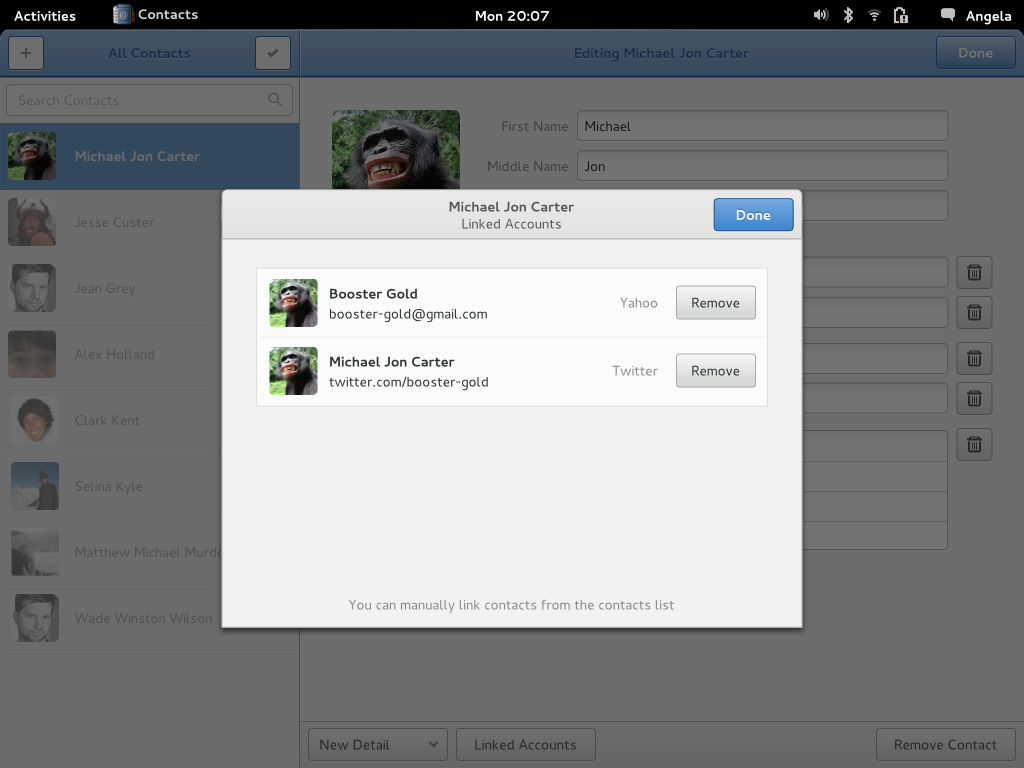 Activities
Contacts
Mon 20:07
Angela
All Contacts
Editing Michael Jon Carter
Done
Search Contacts
Michael Jon Carter
Jesse Custer
Jean Grey
Alex Holland
Clark Kent
Selina Kyle
Matthew Michael
Wade Winston Wilson
First Name
Michael
Middle Name
Jon
Michael Jon Carter
Linked Accounts
Done
Booster Gold
booster-gold@gmail.com
Yahoo
Remove
Michael Jon Carter
twitter.com/booster-gold
Twitter
Remove
You can manually link contacts from the contacts list
New Detail
Linked Accounts
Remove Contact